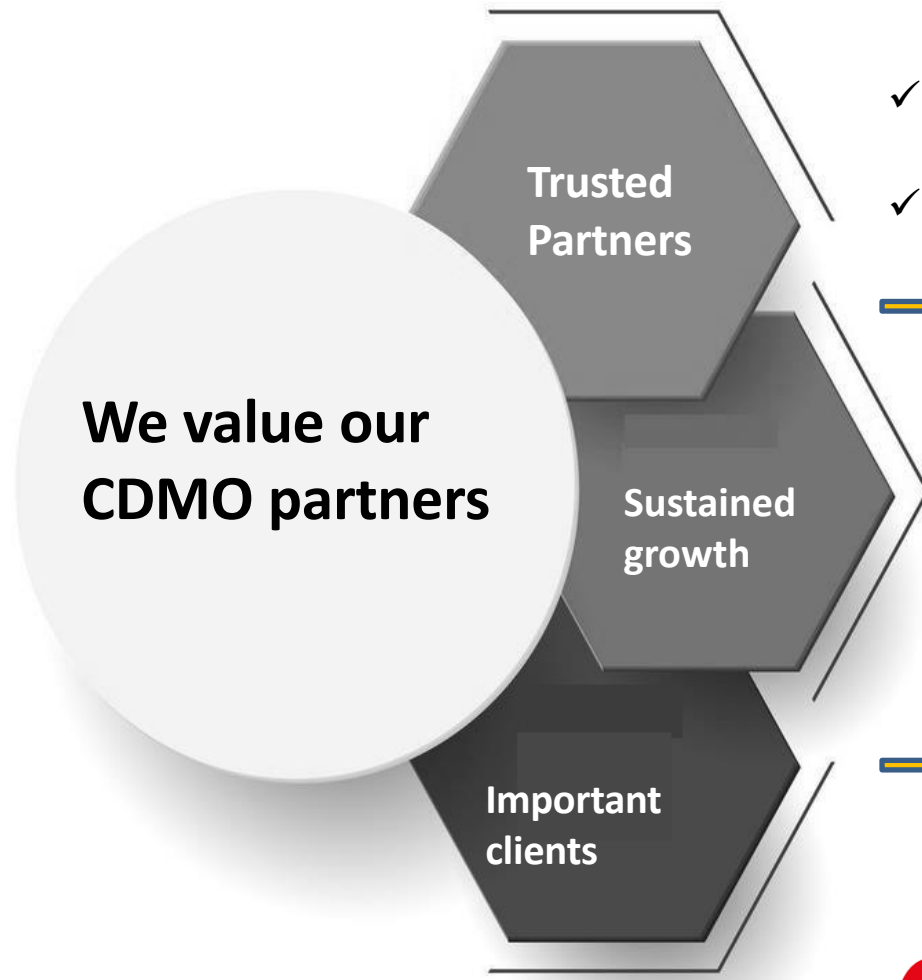 Trusted
Partners
We value our
CDMO partners
Sustained
growth
Important
clients